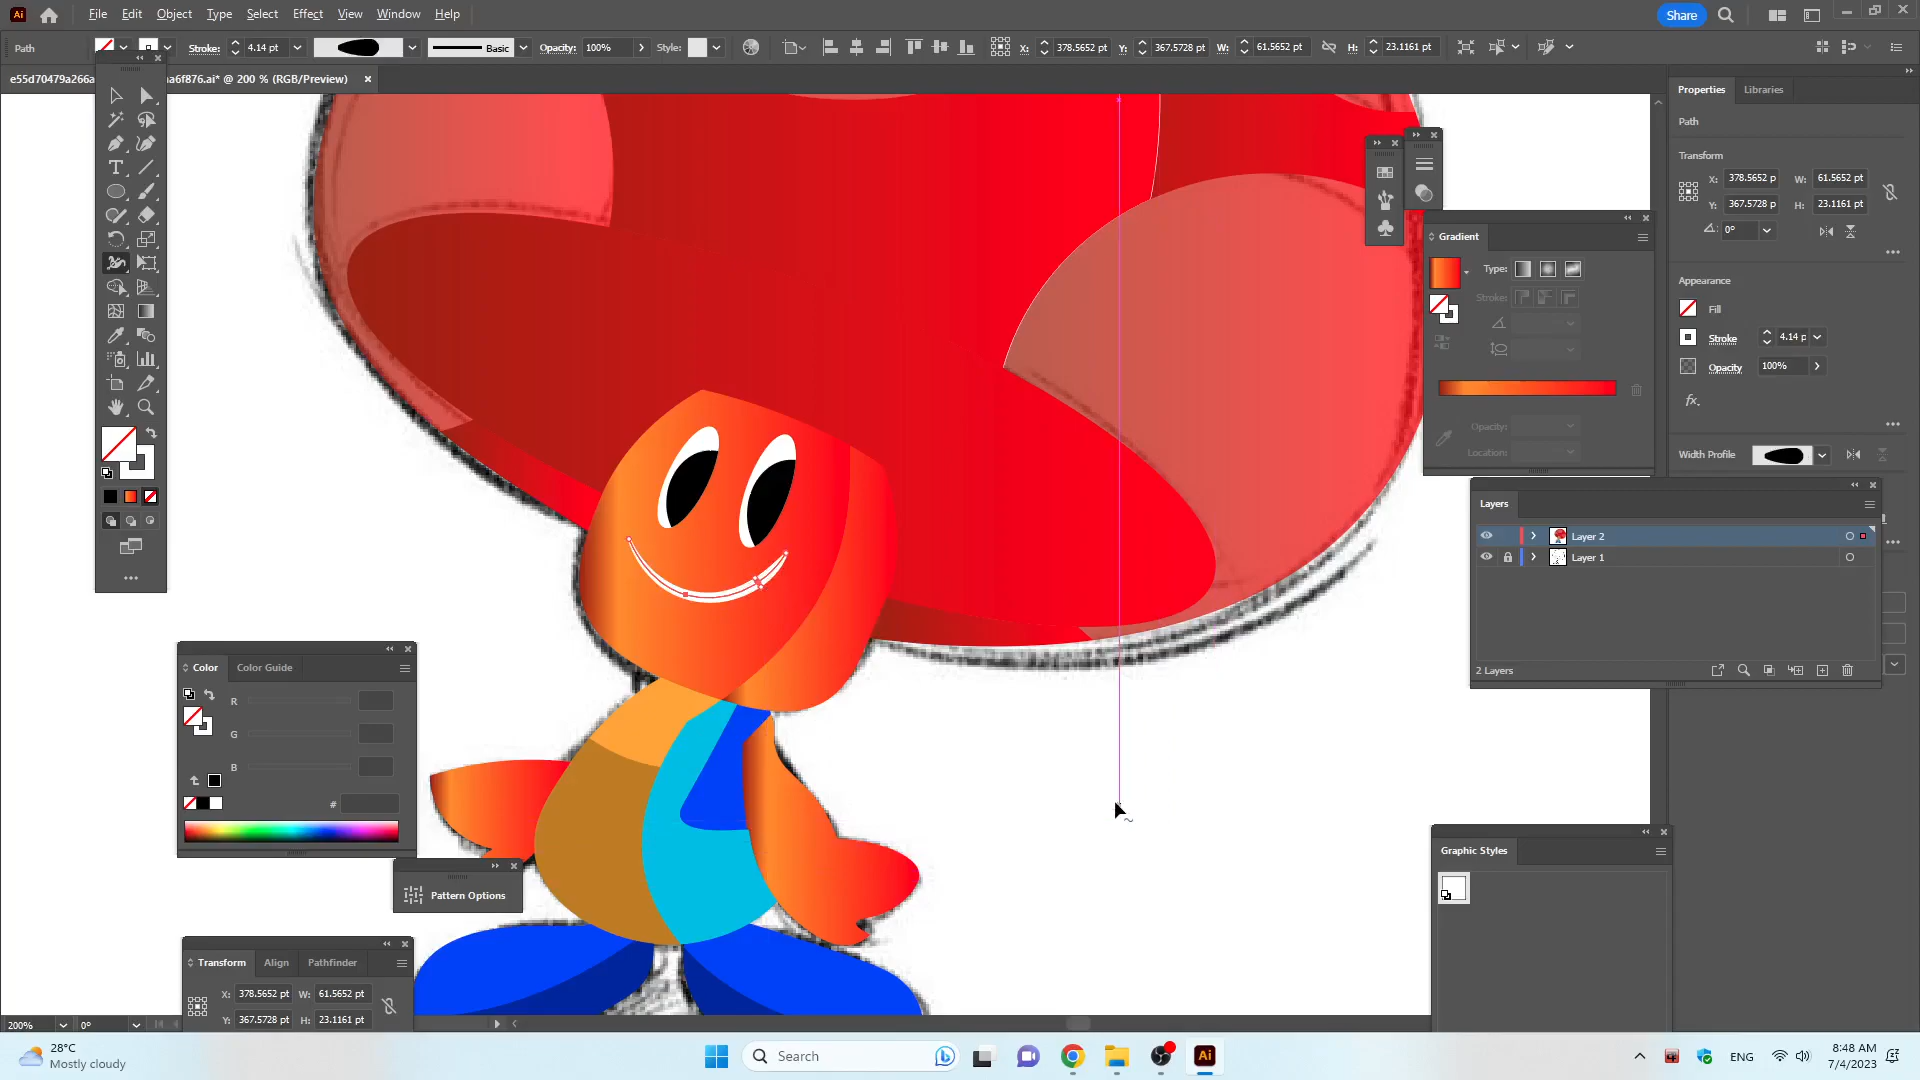 Ai File Edit Object Type Select Effect View Window Help Share
Path Stroke: 4.14 pt Basic Opacity: 100% Style: X: 378.5652 pt Y: 367.5728 pt W: 61.5652 pt H: 23.1161 pt
e55d70479a266a a6f876.ai* @ 200 % (RGB/Preview)
Properties Libraries
Path
Transform
X: 378.5652 p W: 61.5652 pt
Y: 367.5728 p H: 23.1161 pt
0°
Appearance
Fill
Stroke 4.14 p
Opacity 100%
fx.
Width Profile
Gradient
Type:
Stroke:
Opacity:
Location:
Layers
Layer 2
Layer 1
2 Layers
Color Color Guide
R
G
B
#
Pattern Options
Graphic Styles
Transform Align Pathfinder
X: 378.5652 pt W: 61.5652 pt
Y: 367.5728 pt H: 23.1161 pt
200% 0°
28°C
Mostly cloudy
Search
Ai
ENG
8:48 AM
7/4/2023